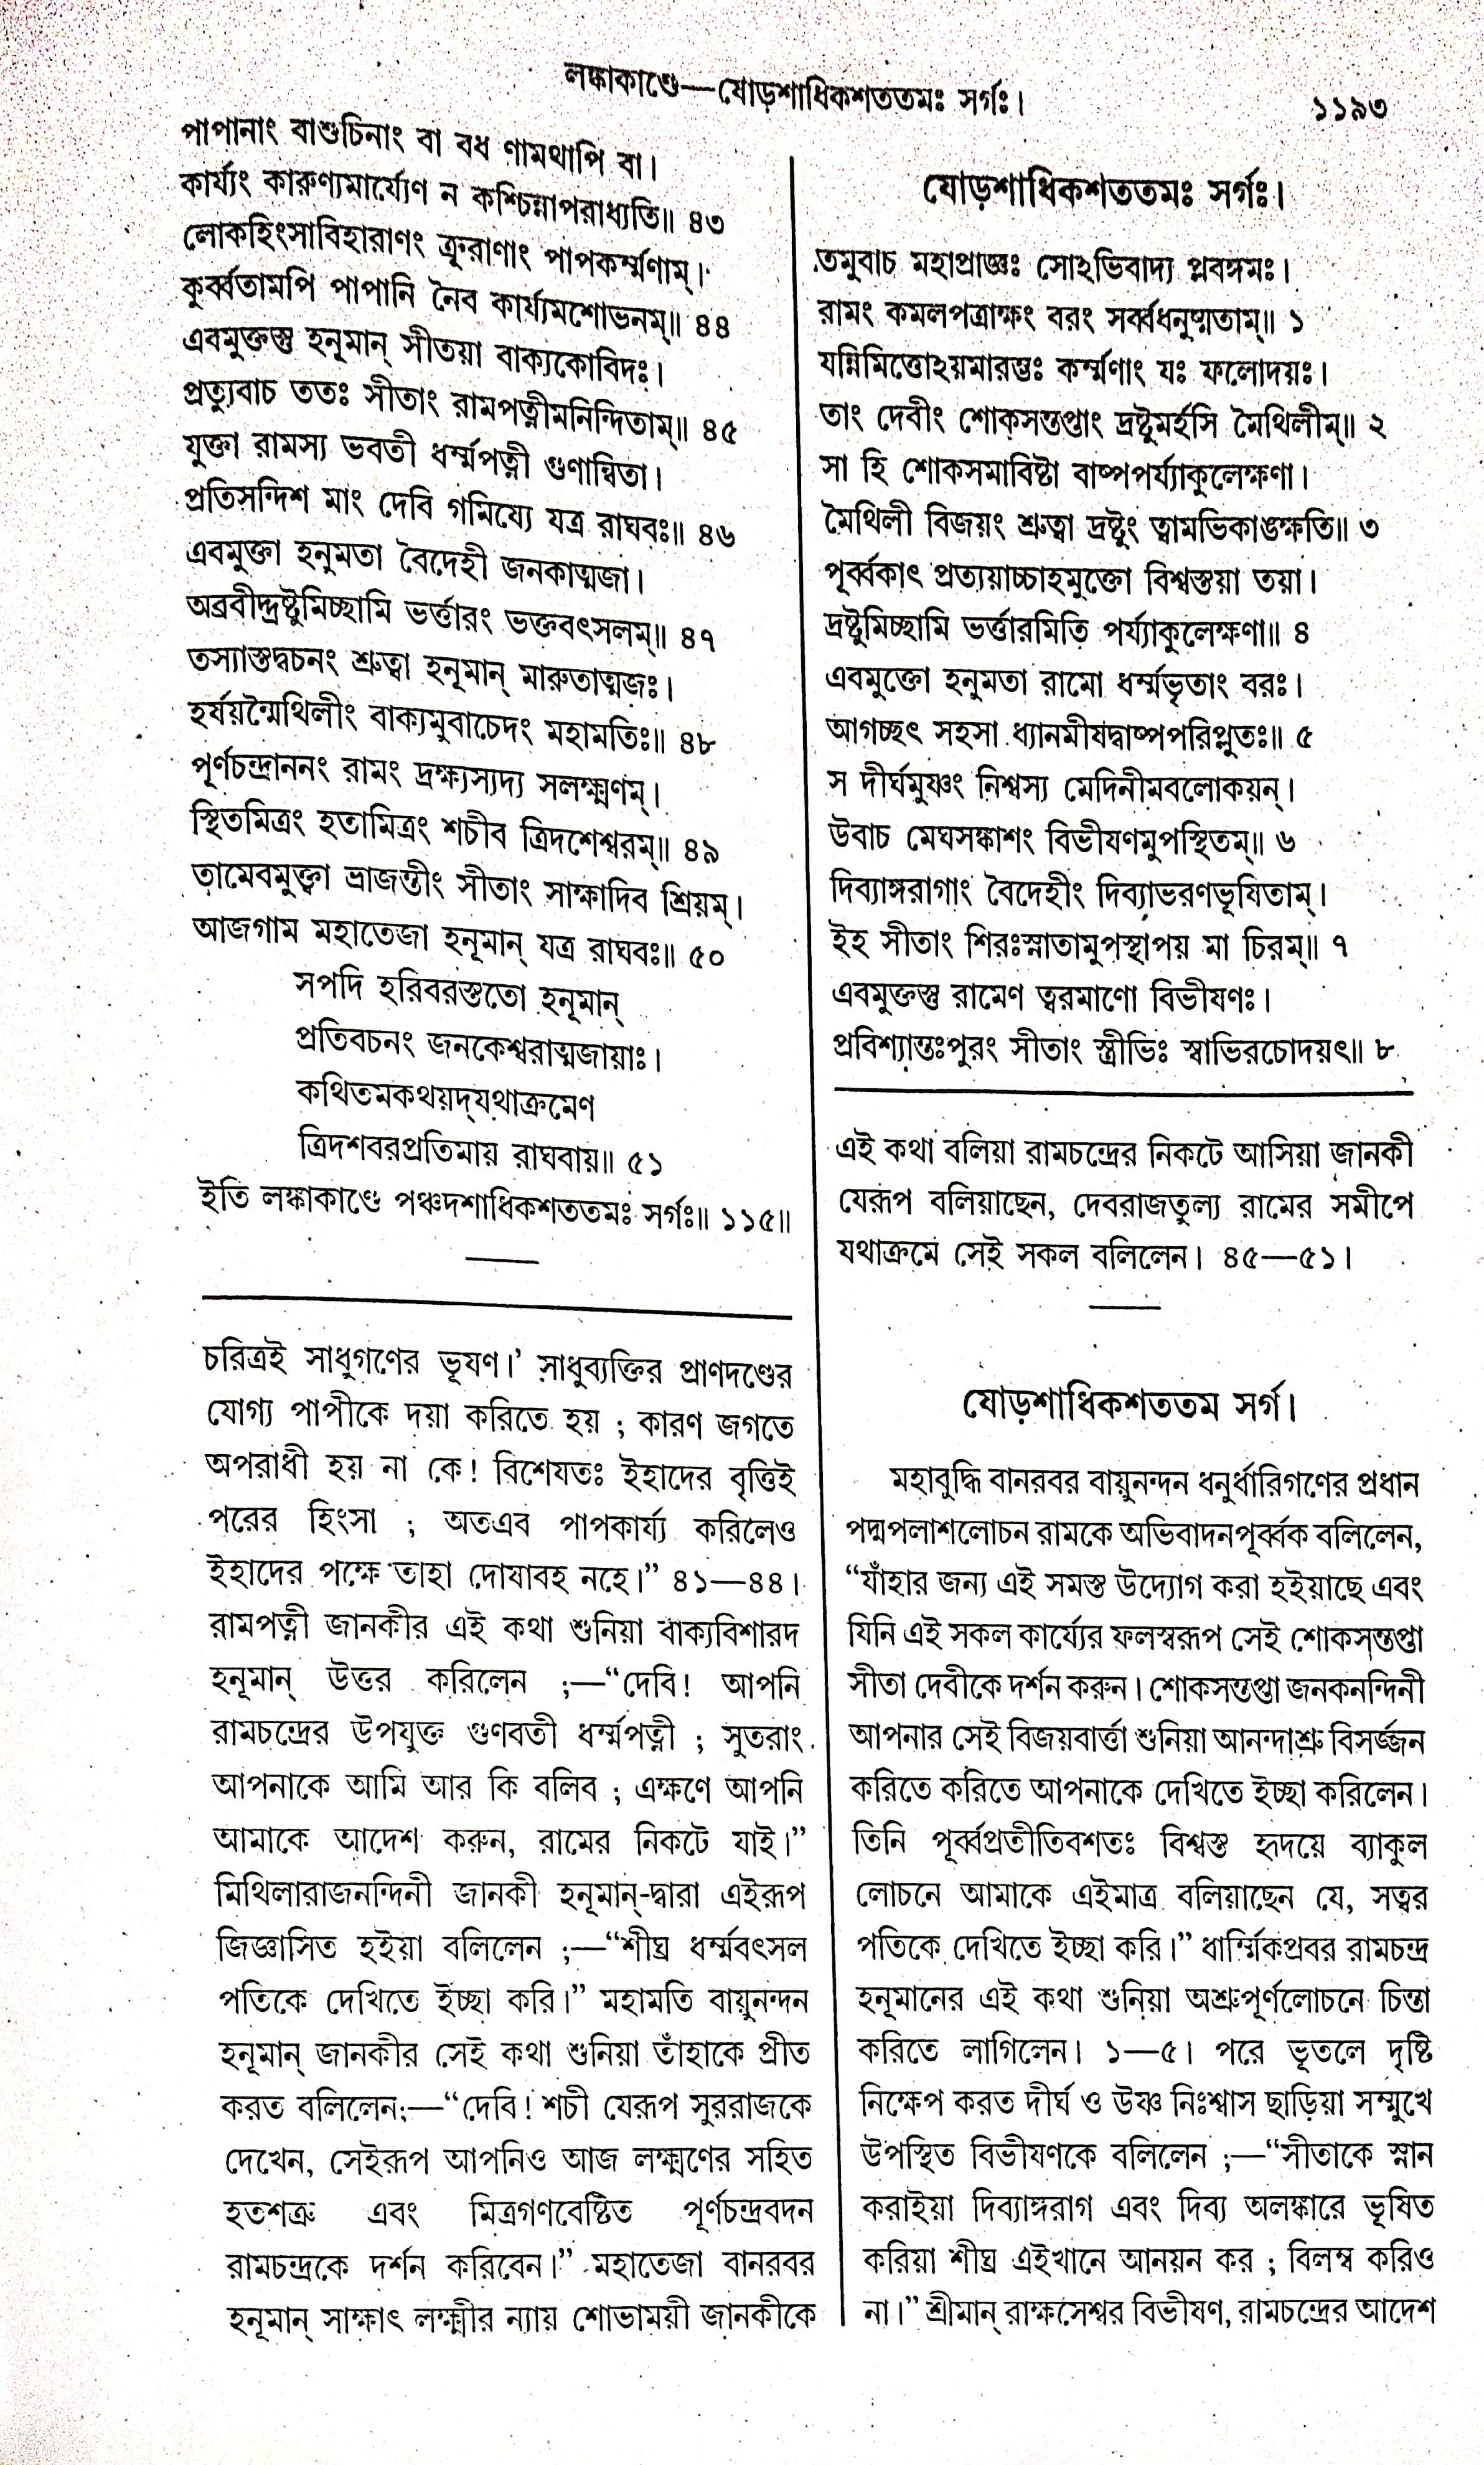 লঙ্কাকাণ্ডে—ষোড়শাধিকশততমঃ সর্গঃ।
১১৯৩
পাপানাং বাশুচিনাং বা বধ ণামথাপি বা।
কার্য্যং কারুণ্যমার্য্যেণ ন কশ্চিন্নাপরাধ্যতি॥ ৪৩
লোকহিংসাবিহারাণং ক্রূরাণাং পাপকর্ম্মণাম্।
কুর্ব্বতামপি পাপানি নৈব কার্য্যমশোভনম্॥ ৪৪
এবমুক্তস্তু হনূমান্ সীতয়া বাক্যকোবিদঃ।
প্রত্যুবাচ ততঃ সীতাং রামপত্নীমনিন্দিতাম্॥ ৪৫
যুক্তা রামস্য ভবতী ধর্ম্মপত্নী গুণান্বিতা।
প্রতিসন্দিশ মাং দেবি গমিষ্যে যত্র রাঘবঃ॥ ৪৬
এবমুক্তা হনুমতা বৈদেহী জনকাত্মজা।
অব্রবীদ্দ্রষ্টুমিচ্ছামি ভর্ত্তারং ভক্তবৎসলম্॥ ৪৭
তস্যাস্তদ্বচনং শ্রুত্বা হনূমান্ মারুতাত্মজঃ।
হর্ষয়ন্মৈথিলীং বাক্যমুবাচেদং মহামতিঃ॥ ৪৮
পূর্ণচন্দ্রাননং রামং দ্রক্ষ্যস্যদ্য সলক্ষ্মণম্।
স্থিতমিত্রং হতামিত্রং শচীব ত্রিদশেশ্বরম্॥ ৪৯
তামেবমুক্ত্বা ভ্রাজন্তীং সীতাং সাক্ষাদিব শ্রিয়ম্।
আজগাম মহাতেজা হনূমান্ যত্র রাঘবঃ॥ ৫০
সপদি হরিবরস্ততো হনূমান্
প্রতিবচনং জনকেশ্বরাত্মজায়াঃ।
কথিতমকথয়দ্‌যথাক্রমেণ
ত্রিদশবরপ্রতিমায় রাঘবায়॥ ৫১
ইতি লঙ্কাকাণ্ডে পঞ্চদশাধিকশততমঃ সর্গঃ॥ ১১৫॥
চরিত্রই সাধুগণের ভূষণ।’ সাধুব্যক্তির প্রাণদণ্ডের
যোগ্য পাপীকে দয়া করিতে হয় ; কারণ জগতে
অপরাধী হয় না কে! বিশেষতঃ ইহাদের বৃত্তিই
পরের হিংসা ; অতএব পাপকার্য্য করিলেও
ইহাদের পক্ষে তাহা দোষাবহ নহে।” ৪১—৪৪।
রামপত্নী জানকীর এই কথা শুনিয়া বাক্যবিশারদ
হনূমান্ উত্তর করিলেন ;—“দেবি! আপনি
রামচন্দ্রের উপযুক্ত গুণবতী ধর্ম্মপত্নী ; সুতরাং
আপনাকে আমি আর কি বলিব ; এক্ষণে আপনি
আমাকে আদেশ করুন, রামের নিকটে যাই।”
মিথিলারাজনন্দিনী জানকী হনূমান্-দ্বারা এইরূপ
জিজ্ঞাসিত হইয়া বলিলেন ;—“শীঘ্র ধর্ম্মবৎসল
পতিকে দেখিতে ইচ্ছা করি।” মহামতি বায়ুনন্দন
হনূমান্ জানকীর সেই কথা শুনিয়া তাঁহাকে প্রীত
করত বলিলেন;—“দেবি! শচী যেরূপ সুররাজকে
দেখেন, সেইরূপ আপনিও আজ লক্ষ্মণের সহিত
হতশত্রু এবং মিত্রগণবেষ্টিত পূর্ণচন্দ্রবদন
রামচন্দ্রকে দর্শন করিবেন।” মহাতেজা বানরবর
হনূমান্ সাক্ষাৎ লক্ষ্মীর ন্যায় শোভাময়ী জানকীকে
ষোড়শাধিকশততমঃ সর্গঃ।
তমুবাচ মহাপ্রাজ্ঞঃ সোঽভিবাদ্য প্লবঙ্গমঃ।
রামং কমলপত্রাক্ষং বরং সর্ব্বধনুষ্মতাম্॥ ১
যন্নিমিত্তোঽয়মারম্ভঃ কর্ম্মণাং যঃ ফলোদয়ঃ।
তাং দেবীং শোকসন্তপ্তাং দ্রষ্টুমর্হসি মৈথিলীম্॥ ২
সা হি শোকসমাবিষ্টা বাষ্পপর্য্যাকুলেক্ষণা।
মৈথিলী বিজয়ং শ্রুত্বা দ্রষ্টুং ত্বামভিকাঙক্ষতি॥ ৩
পূর্ব্বকাৎ প্রত্যয়াচ্চাহমুক্তো বিশ্বস্তয়া তয়া।
দ্রষ্টুমিচ্ছামি ভর্ত্তারমিতি পর্য্যাকুলেক্ষণা॥ ৪
এবমুক্তো হনুমতা রামো ধর্ম্মভৃতাং বরঃ।
আগচ্ছৎ সহসা ধ্যানমীষদ্বাষ্পপরিপ্লুতঃ॥ ৫
স দীর্ঘমুষ্ণং নিশ্বস্য মেদিনীমবলোকয়ন্।
উবাচ মেঘসঙ্কাশং বিভীষণমুপস্থিতম্॥ ৬
দিব্যাঙ্গরাগাং বৈদেহীং দিব্যাভরণভূষিতাম্।
ইহ সীতাং শিরঃস্নাতামুপস্থাপয় মা চিরম্॥ ৭
এবমুক্তস্তু রামেণ ত্বরমাণো বিভীষণঃ।
প্রবিশ্যান্তঃপুরং সীতাং স্ত্রীভিঃ স্বাভিরচোদয়ৎ॥ ৮
এই কথা বলিয়া রামচন্দ্রের নিকটে আসিয়া জানকী
যেরূপ বলিয়াছেন, দেবরাজতুল্য রামের সমীপে
যথাক্রমে সেই সকল বলিলেন। ৪৫—৫১।
ষোড়শাধিকশততম সর্গ।
মহাবুদ্ধি বানরবর বায়ুনন্দন ধনুর্ধারিগণের প্রধান
পদ্মপলাশলোচন রামকে অভিবাদনপূর্ব্বক বলিলেন,
“যাঁহার জন্য এই সমস্ত উদ্যোগ করা হইয়াছে এবং
যিনি এই সকল কার্য্যের ফলস্বরূপ সেই শোকসন্তপ্তা
সীতা দেবীকে দর্শন করুন। শোকসন্তপ্তা জনকনন্দিনী
আপনার সেই বিজয়বার্ত্তা শুনিয়া আনন্দাশ্রু বিসর্জ্জন
করিতে করিতে আপনাকে দেখিতে ইচ্ছা করিলেন।
তিনি পূর্ব্বপ্রতীতিবশতঃ বিশ্বস্ত হৃদয়ে ব্যাকুল
লোচনে আমাকে এইমাত্র বলিয়াছেন যে, সত্বর
পতিকে দেখিতে ইচ্ছা করি।” ধার্ম্মিকপ্রবর রামচন্দ্র
হনূমানের এই কথা শুনিয়া অশ্রুপূর্ণলোচনে চিন্তা
করিতে লাগিলেন। ১—৫। পরে ভূতলে দৃষ্টি
নিক্ষেপ করত দীর্ঘ ও উষ্ণ নিঃশ্বাস ছাড়িয়া সম্মুখে
উপস্থিত বিভীষণকে বলিলেন ;—“সীতাকে স্নান
করাইয়া দিব্যাঙ্গরাগ এবং দিব্য অলঙ্কারে ভূষিত
করিয়া শীঘ্র এইখানে আনয়ন কর ; বিলম্ব করিও
না।” শ্রীমান্ রাক্ষসেশ্বর বিভীষণ, রামচন্দ্রের আদেশ